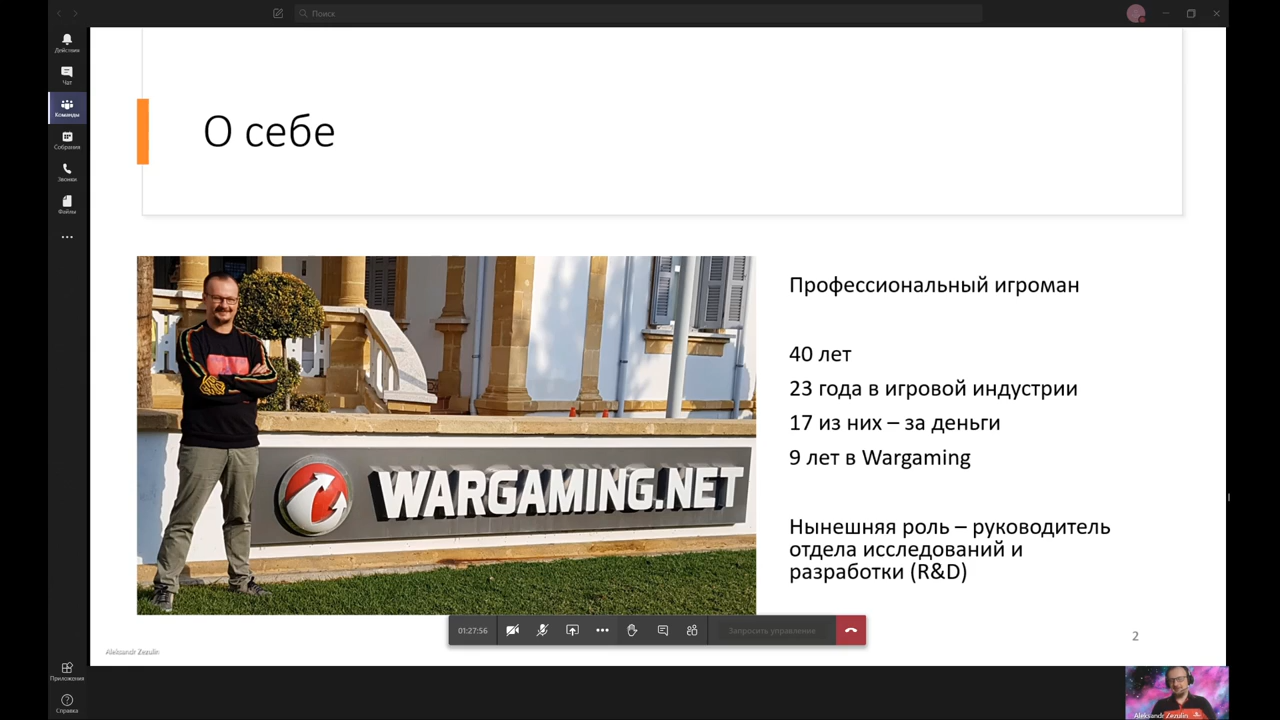 Поиск
Действия
Чат
Команды
Собрания
Звонки
Файлы
О себе
WARGAMING.NET
Профессиональный игроман
40 лет
23 года в игровой индустрии
17 из них – за деньги
9 лет в Wargaming
Нынешняя роль – руководитель
отдела исследований и
разработки (R&D)
01:27:56
Запросить управления
2
Aleksandr Zezulin
Приложения
Справка
Aleksandr Zezulin